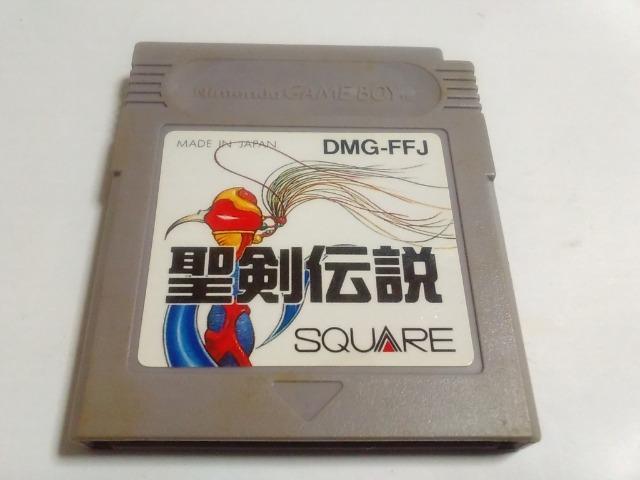 Nintendo GAME BOY
MADE IN JAPAN
DMG-FFJ
聖剣伝説
SQUARE